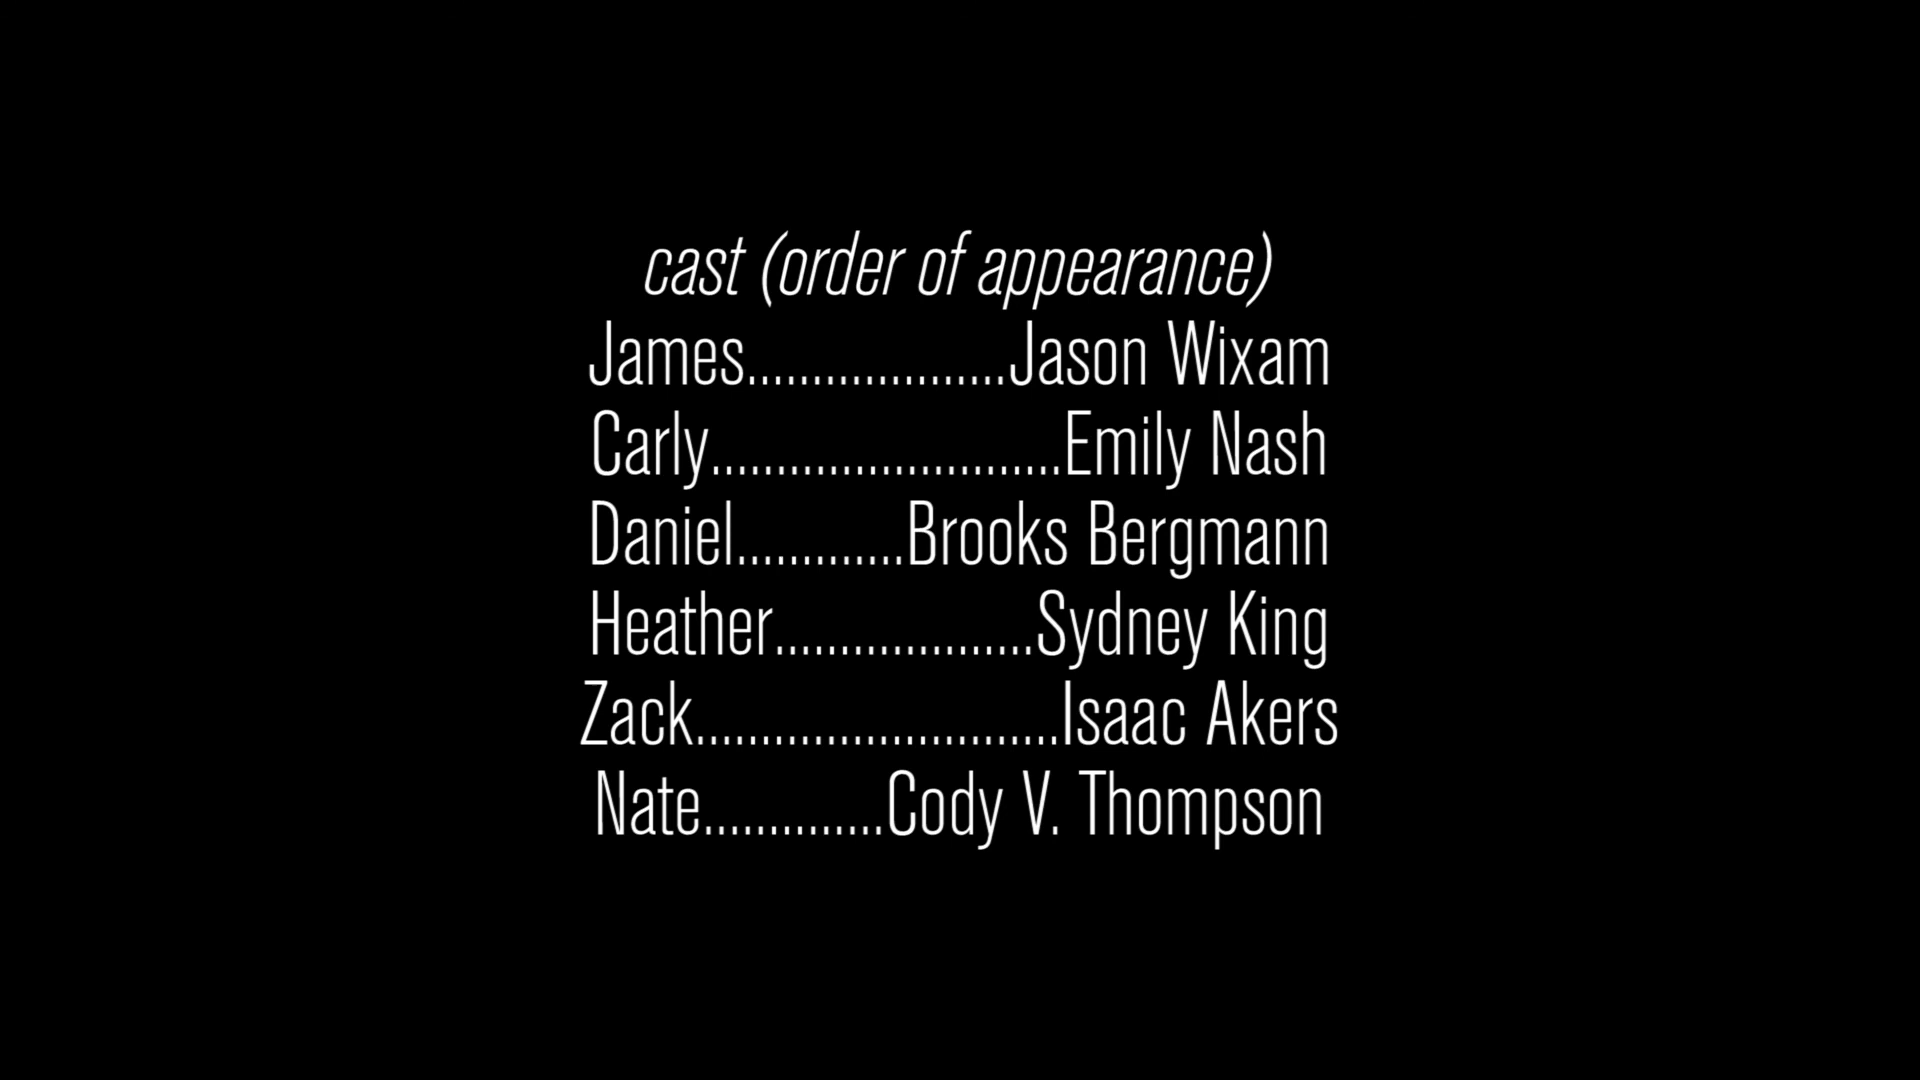 cast (order of appearance)
James....................Jason Wixam
Carly...........................Emily Nash
Daniel.............Brooks Bergmann
Heather....................Sydney King
Zack............................Isaac Akers
Nate..............Cody V. Thompson